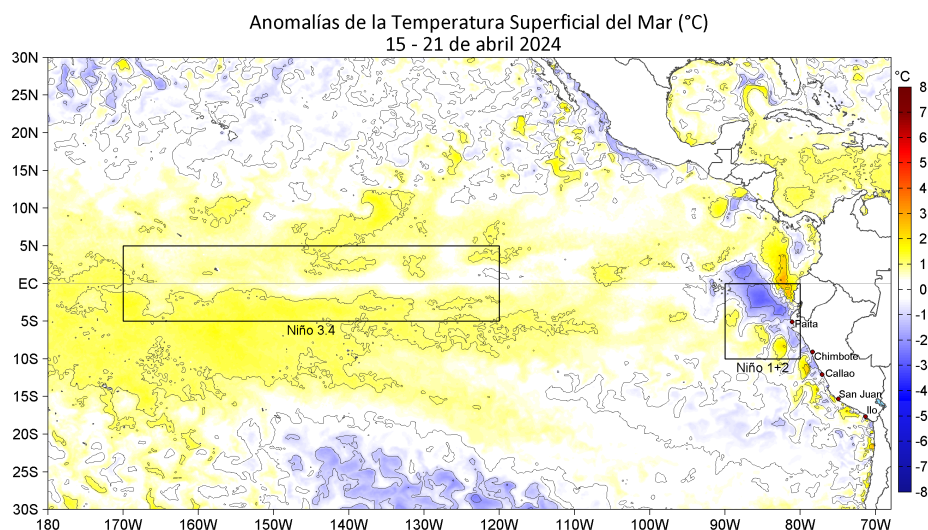 Anomalías de la Temperatura Superficial del Mar (°C)
15 - 21 de abril 2024
°C
30N
25N
20N
15N
10N
5N
EC
5S
10S
15S
20S
25S
30S
Niño 3.4
Niño 1+2
Paita
Chimbote
Callao
San Juan
Ilo
8
7
6
5
4
3
2
1
0
-1
-2
-3
-4
-5
-6
-7
-8
180 170W 160W 150W 140W 130W 120W 110W 100W 90W 80W 70W